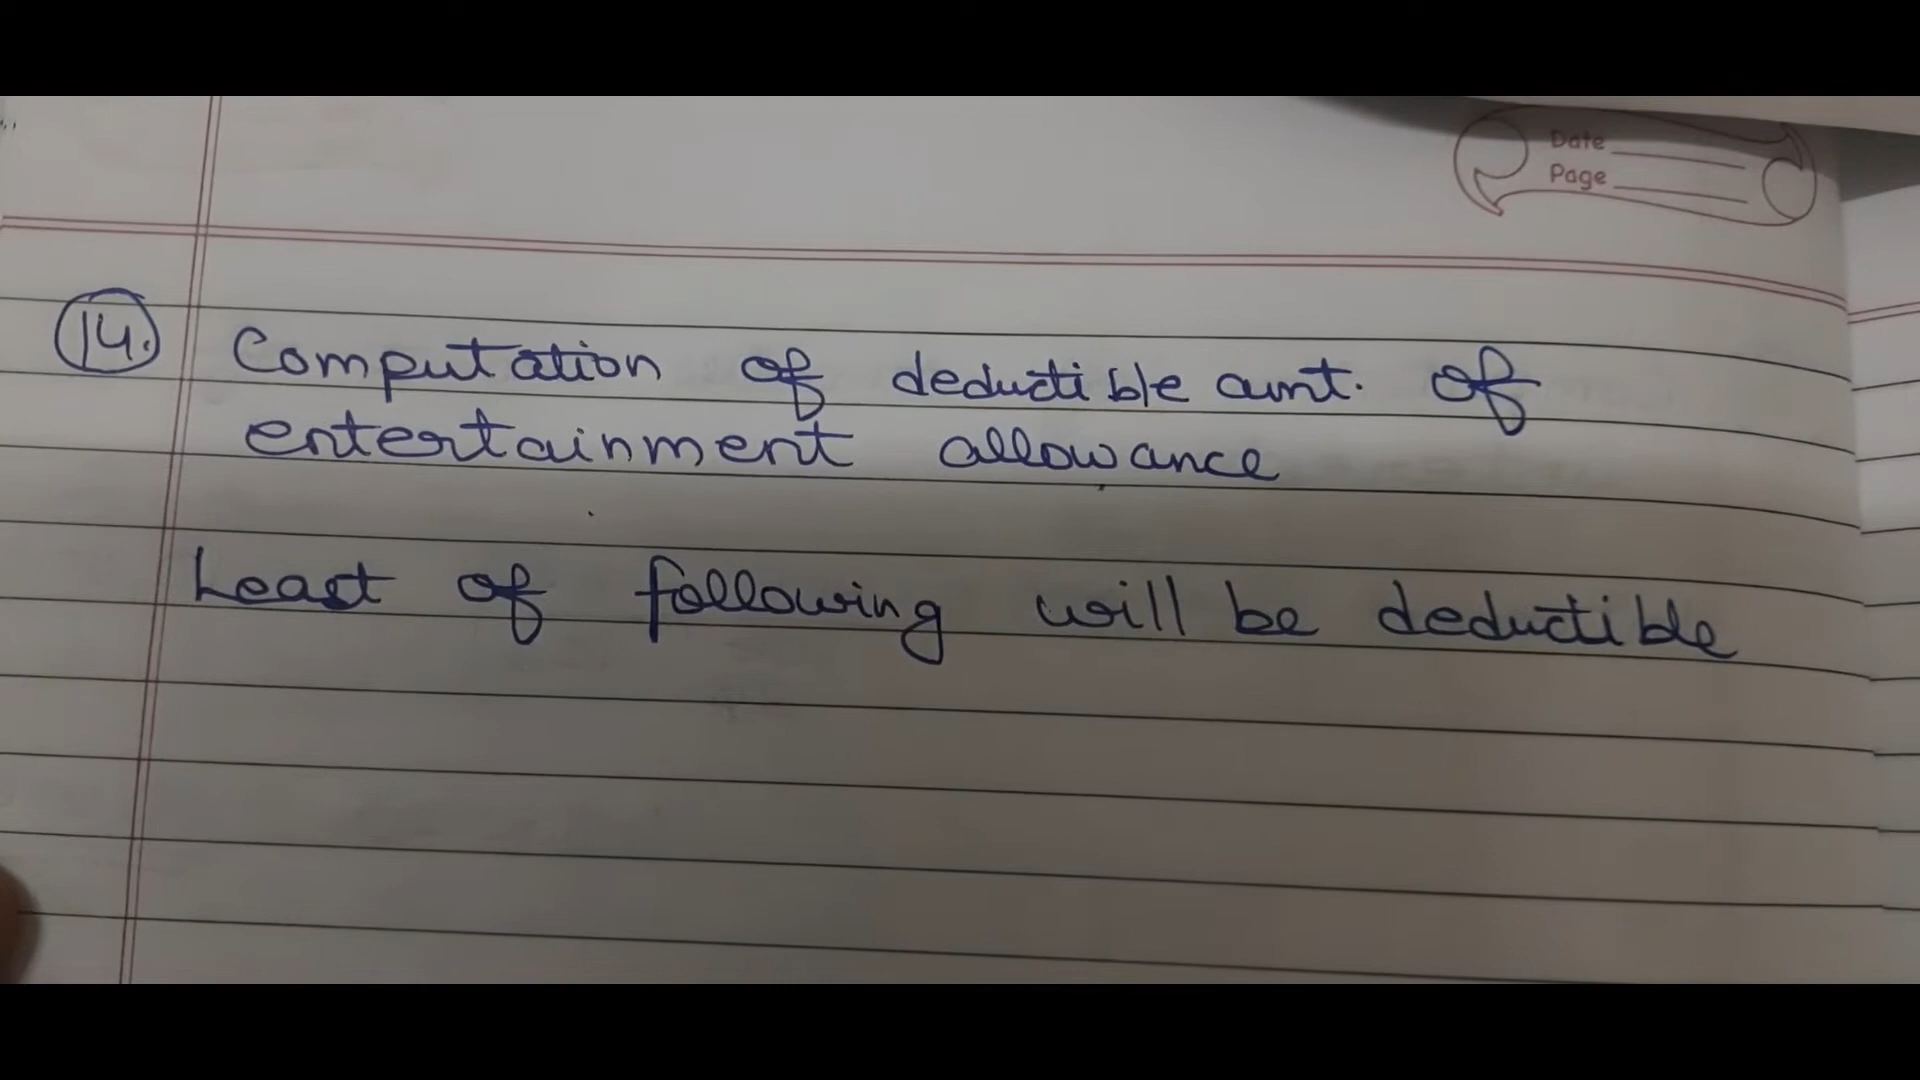 Date
Page
14. Computation of deductible amt. of
entertainment allowance
Least of following will be deductible